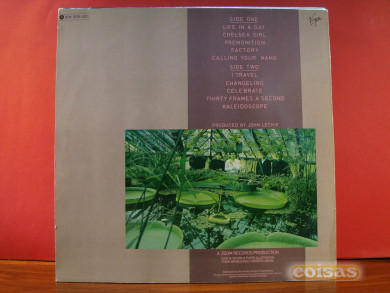 Virgin
SIDE ONE
LIFE IN A DAY
CHELSEA GIRL
PREMONITION
FACTORY
CALLING YOUR NAME
SIDE TWO
I TRAVEL
CHANGELING
CELEBRATE
THIRTY FRAMES A SECOND
KALEIDOSCOPE
PRODUCED BY JOHN LECKIE
A ZOOM RECORDS PRODUCTION
coisas